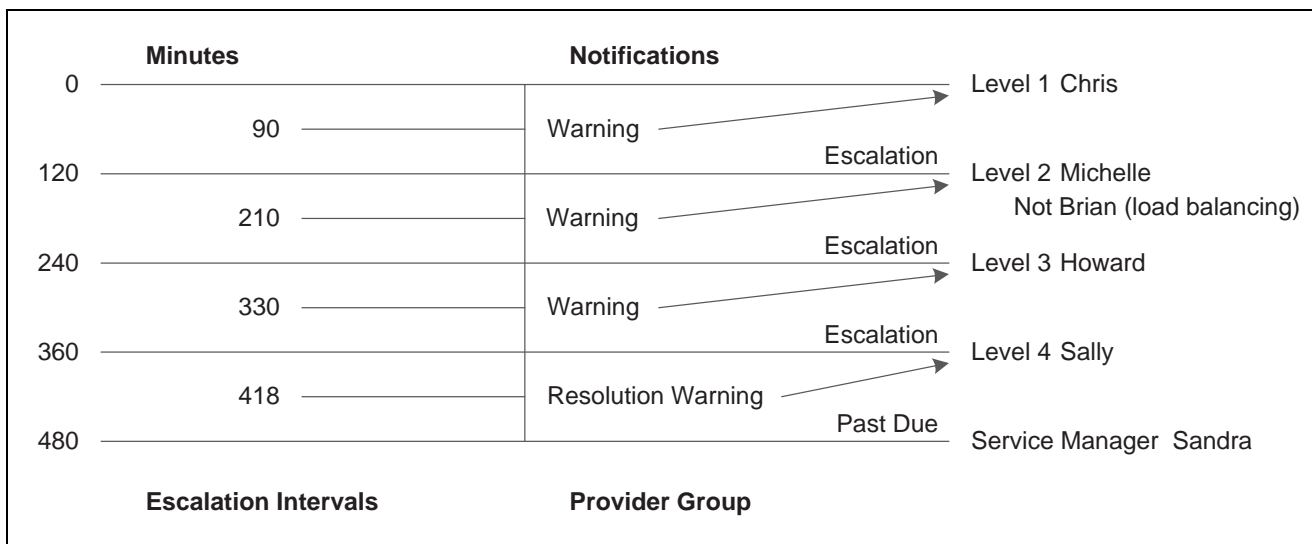 Minutes Notifications
0 Level 1 Chris
90 Warning
Escalation
120 Level 2 Michelle
Not Brian (load balancing)
210 Warning
Escalation
240 Level 3 Howard
330 Warning
Escalation
360 Level 4 Sally
418 Resolution Warning
Past Due
480 Service Manager Sandra
Escalation Intervals Provider Group